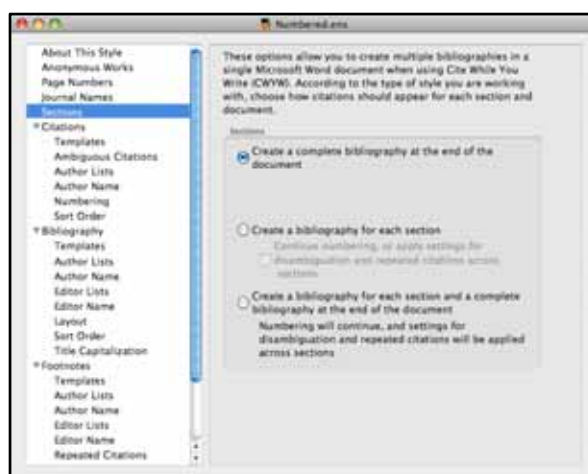 Numbered.ens
About This Style
Anonymous Works
Page Numbers
Journal Names
Sections
Citations
Templates
Ambiguous Citations
Author Lists
Author Name
Numbering
Sort Order
Bibliography
Templates
Author Lists
Author Name
Editor Lists
Editor Name
Layout
Sort Order
Title Capitalization
Footnotes
Templates
Author Lists
Author Name
Editor Lists
Editor Name
Repeated Citations
These options allow you to create multiple bibliographies in a
single Microsoft Word document when using Cite While You
Write (CWYW). According to the type of style you are working
with, choose how citations should appear for each section and
document.
Sections
Create a complete bibliography at the end of the
document
Create a bibliography for each section
Continue numbering, or apply settings for
disambiguation and repeated citations across
sections
Create a bibliography for each section and a complete
bibliography at the end of the document
Numbering will continue, and settings for
disambiguation and repeated citations will be applied
across sections